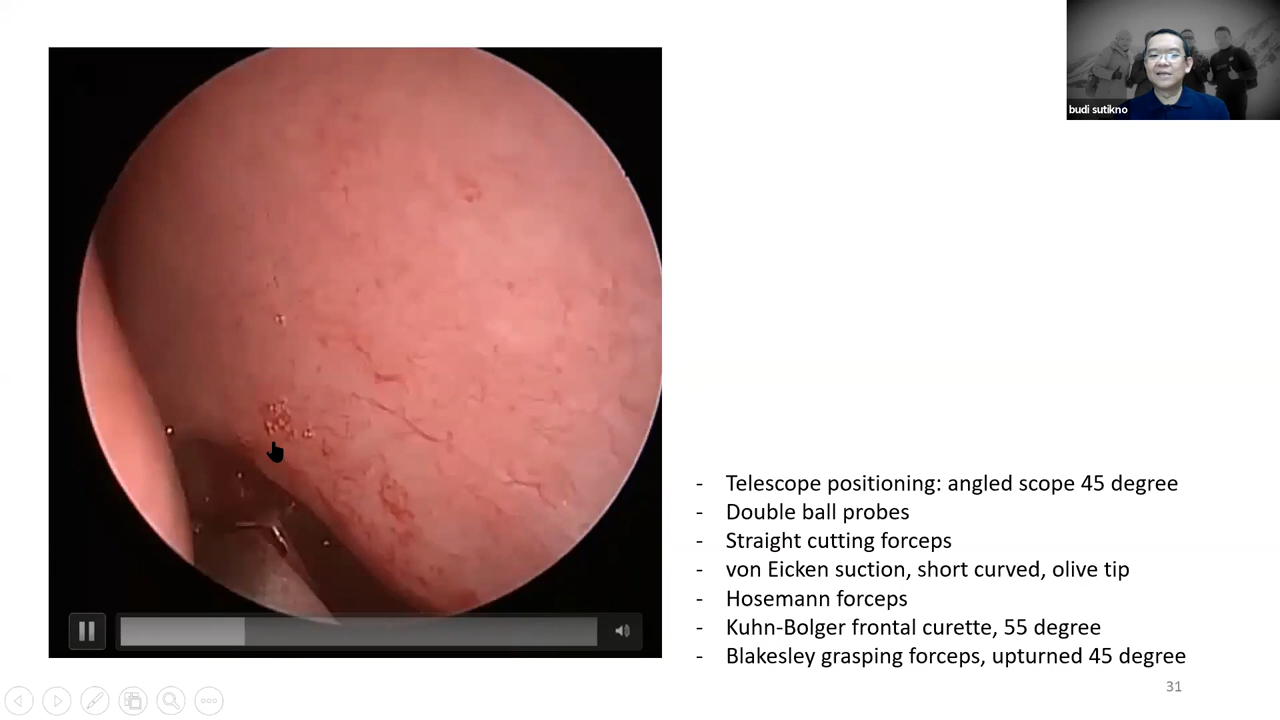 budi sutikno
- Telescope positioning: angled scope 45 degree
- Double ball probes
- Straight cutting forceps
- von Eicken suction, short curved, olive tip
- Hosemann forceps
- Kuhn-Bolger frontal curette, 55 degree
- Blakesley grasping forceps, upturned 45 degree
31